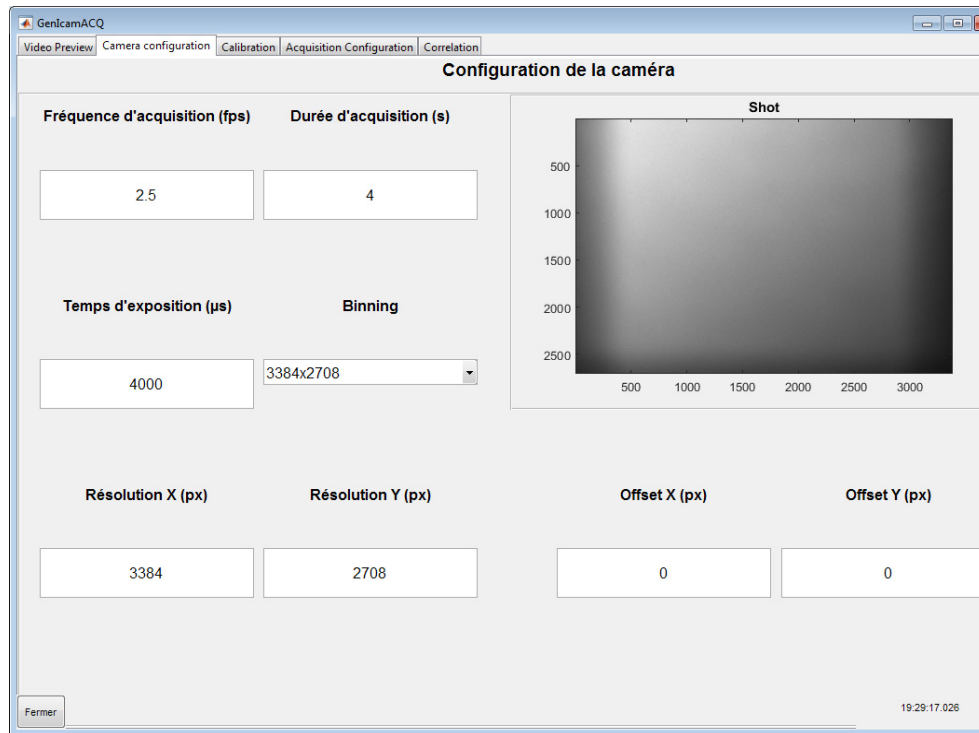 GenIcamACQ
Video Preview Camera configuration Calibration Acquisition Configuration Correlation
Configuration de la caméra
Fréquence d'acquisition (fps) Durée d'acquisition (s)
2.5 4
Shot
500
1000
1500
2000
2500
500 1000 1500 2000 2500 3000
Temps d'exposition (µs) Binning
4000 3384x2708
Résolution X (px) Résolution Y (px) Offset X (px) Offset Y (px)
3384 2708 0 0
Fermer 19:29:17.026